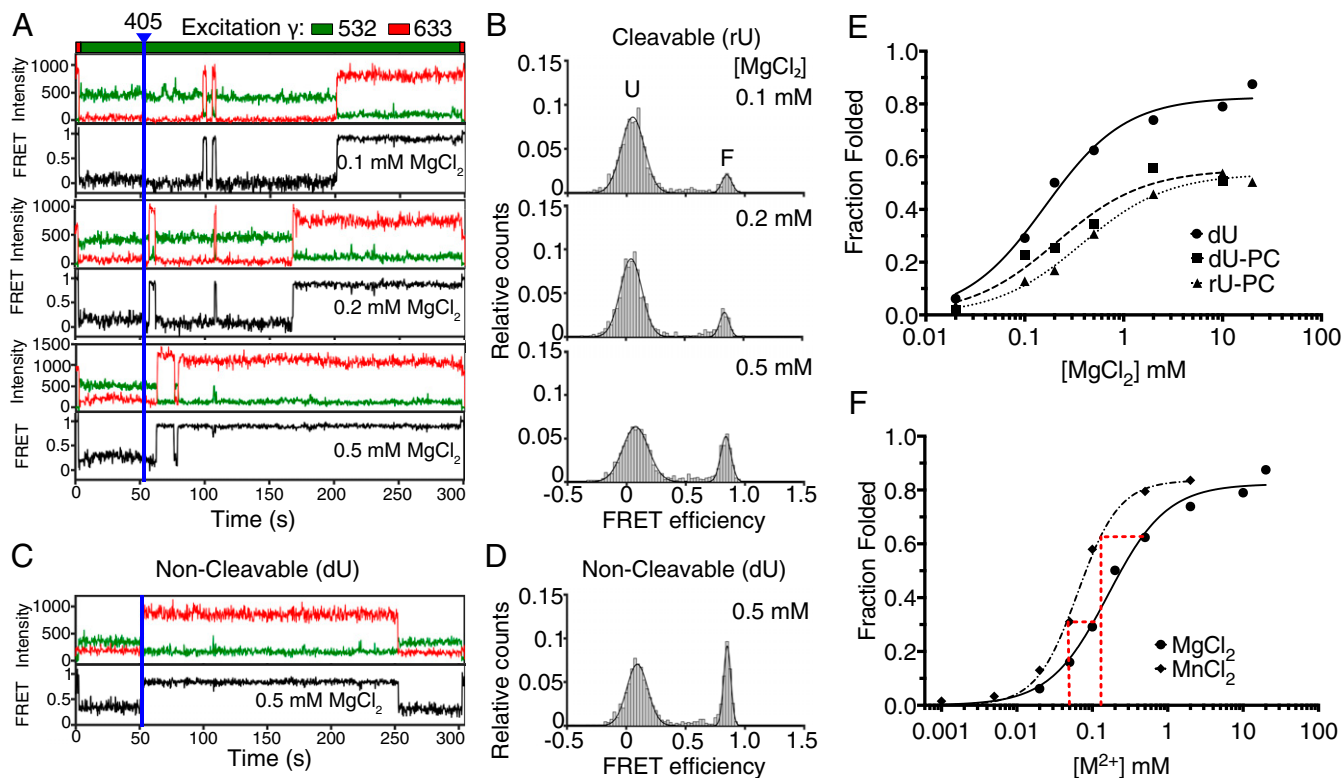 A
405
Excitation γ: 532 633
Intensity
1000
500
0
FRET
1
0.5
0
0.1 mM MgCl₂
Intensity
1000
500
0
FRET
1
0.5
0
0.2 mM MgCl₂
Intensity
1500
1000
500
0
FRET
1
0.5
0
0.5 mM MgCl₂
0 50 100 150 200 250 300
Time (s)
B
Cleavable (rU)
[MgCl₂]
Relative counts
0.15
0.1
0.05
0
U
F
0.1 mM
0.15
0.1
0.05
0
0.2 mM
0.15
0.1
0.05
0
0.5 mM
-0.5 0 0.5 1 1.5
FRET efficiency
C
Non-Cleavable (dU)
Intensity
1000
500
0
FRET
1
0.5
0
0.5 mM MgCl₂
0 50 100 150 200 250 300
Time (s)
D
Non-Cleavable (dU)
Relative counts
0.15
0.1
0.05
0
0.5 mM
-0.5 0 0.5 1 1.5
FRET efficiency
E
Fraction Folded
1.0
0.8
0.6
0.4
0.2
0.0
dU
dU-PC
rU-PC
0.01 0.1 1 10 100
[MgCl₂] mM
F
Fraction Folded
1.0
0.8
0.6
0.4
0.2
0.0
MgCl₂
MnCl₂
0.001 0.01 0.1 1 10 100
[M²⁺] mM